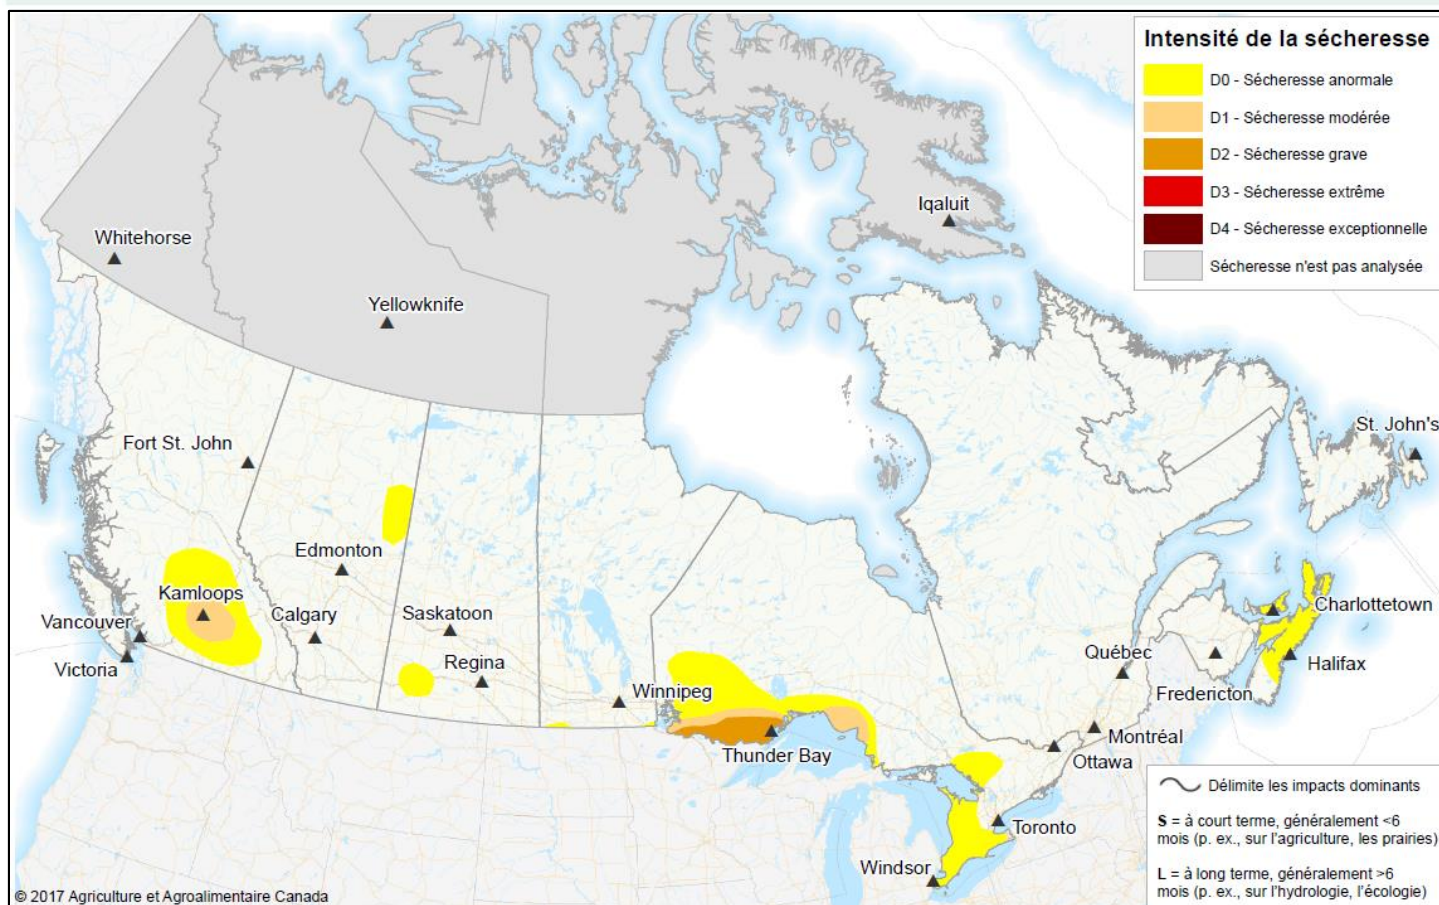 Intensité de la sécheresse
D0 - Sécheresse anormale
D1 - Sécheresse modérée
D2 - Sécheresse grave
D3 - Sécheresse extrême
D4 - Sécheresse exceptionnelle
Sécheresse n'est pas analysée
Iqaluit
Whitehorse
Yellowknife
Fort St. John
St. John's
Edmonton
Kamloops
Calgary
Saskatoon
Charlottetown
Vancouver
Victoria
Regina
Québec
Halifax
Winnipeg
Fredericton
Thunder Bay
Montréal
Ottawa
Toronto
Windsor
Délimite les impacts dominants
S = à court terme, généralement <6
mois (p. ex., sur l'agriculture, les prairies)
L = à long terme, généralement >6
mois (p. ex., sur l'hydrologie, l'écologie)
© 2017 Agriculture et Agroalimentaire Canada